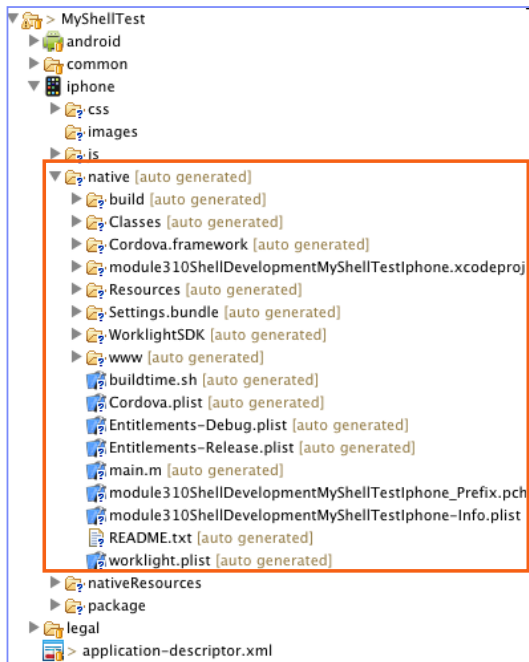 > MyShellTest
android
common
iphone
css
images
js
native [auto generated]
build [auto generated]
Classes [auto generated]
Cordova.framework [auto generated]
module310ShellDevelopmentMyShellTestIphone.xcodeproj
Resources [auto generated]
Settings.bundle [auto generated]
WorklightSDK [auto generated]
www [auto generated]
buildtime.sh [auto generated]
Cordova.plist [auto generated]
Entitlements-Debug.plist [auto generated]
Entitlements-Release.plist [auto generated]
main.m [auto generated]
module310ShellDevelopmentMyShellTestIphone_Prefix.pch
module310ShellDevelopmentMyShellTestIphone-Info.plist
README.txt [auto generated]
worklight.plist [auto generated]
nativeResources
package
legal
> application-descriptor.xml